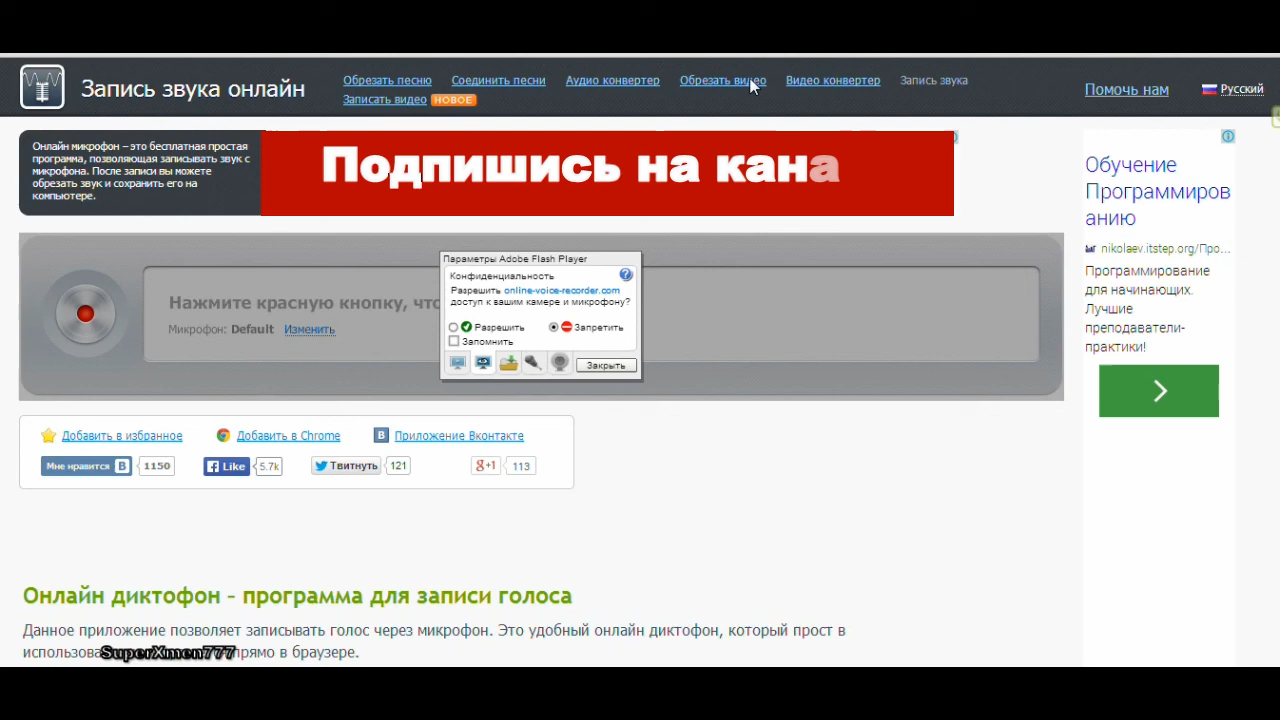 Запись звука онлайн
Обрезать песню Соединить песни Аудио конвертер Обрезать видео Видео конвертер Запись звука
Записать видео НОВОЕ
Помочь нам
Русский
Онлайн микрофон – это бесплатная простая
программа, позволяющая записывать звук с
микрофона. После записи вы можете
обрезать звук и сохранить его на
компьютере.
Подпишись на кана
Обучение
Программиров
анию
nikolaev.itstep.org/Про...
Программирование
для начинающих.
Лучшие
преподаватели-
практики!
Нажмите красную кнопку, что
Микрофон: Default Изменить
Параметры Adobe Flash Player
Конфиденциальность
Разрешить online-voice-recorder.com
доступ к вашим камере и микрофону?
Разрешить Запретить
Запомнить
Закрыть
Добавить в избранное Добавить в Chrome Приложение Вконтакте
Мне нравится B 1150 Like 5.7k Твитнуть 121 g+1 113
Онлайн диктофон – программа для записи голоса
Данное приложение позволяет записывать голос через микрофон. Это удобный онлайн диктофон, который прост в
использова прямо в браузере.
SuperXmen777